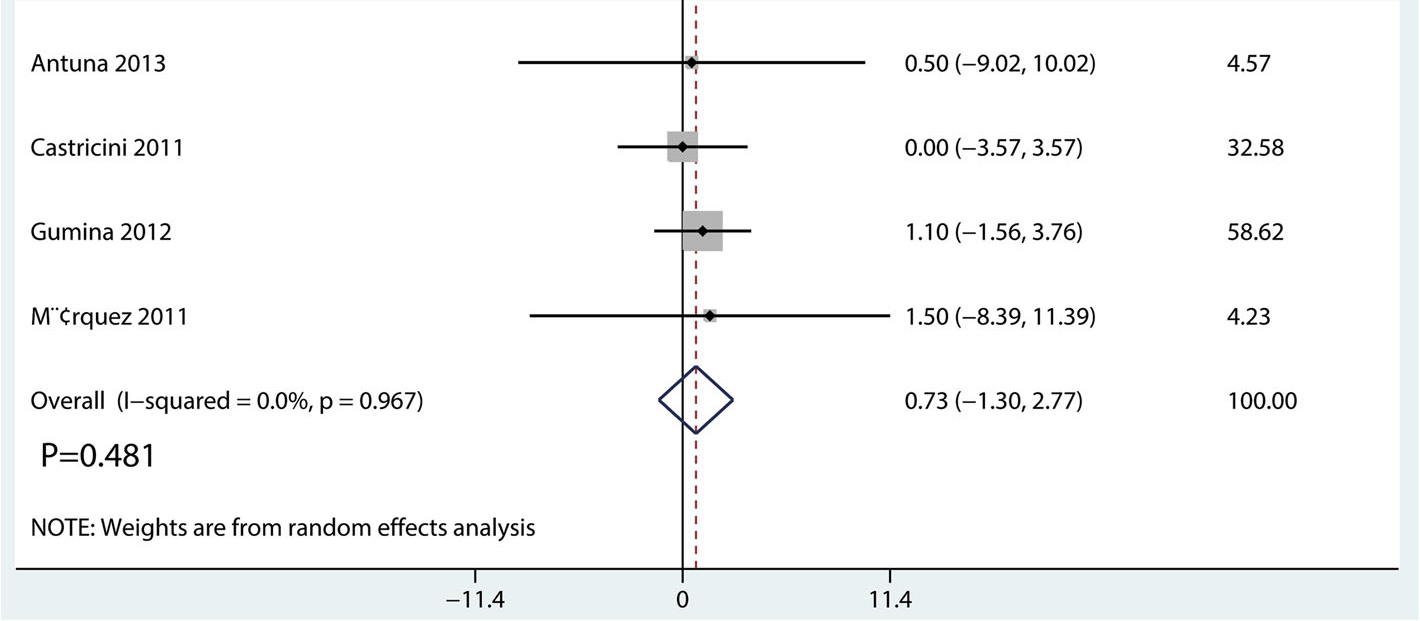 Antuna 2013 0.50 (−9.02, 10.02) 4.57
Castricini 2011 0.00 (−3.57, 3.57) 32.58
Gumina 2012 1.10 (−1.56, 3.76) 58.62
M¨¢rquez 2011 1.50 (−8.39, 11.39) 4.23
Overall (I−squared = 0.0%, p = 0.967) 0.73 (−1.30, 2.77) 100.00
P=0.481
NOTE: Weights are from random effects analysis
−11.4 0 11.4